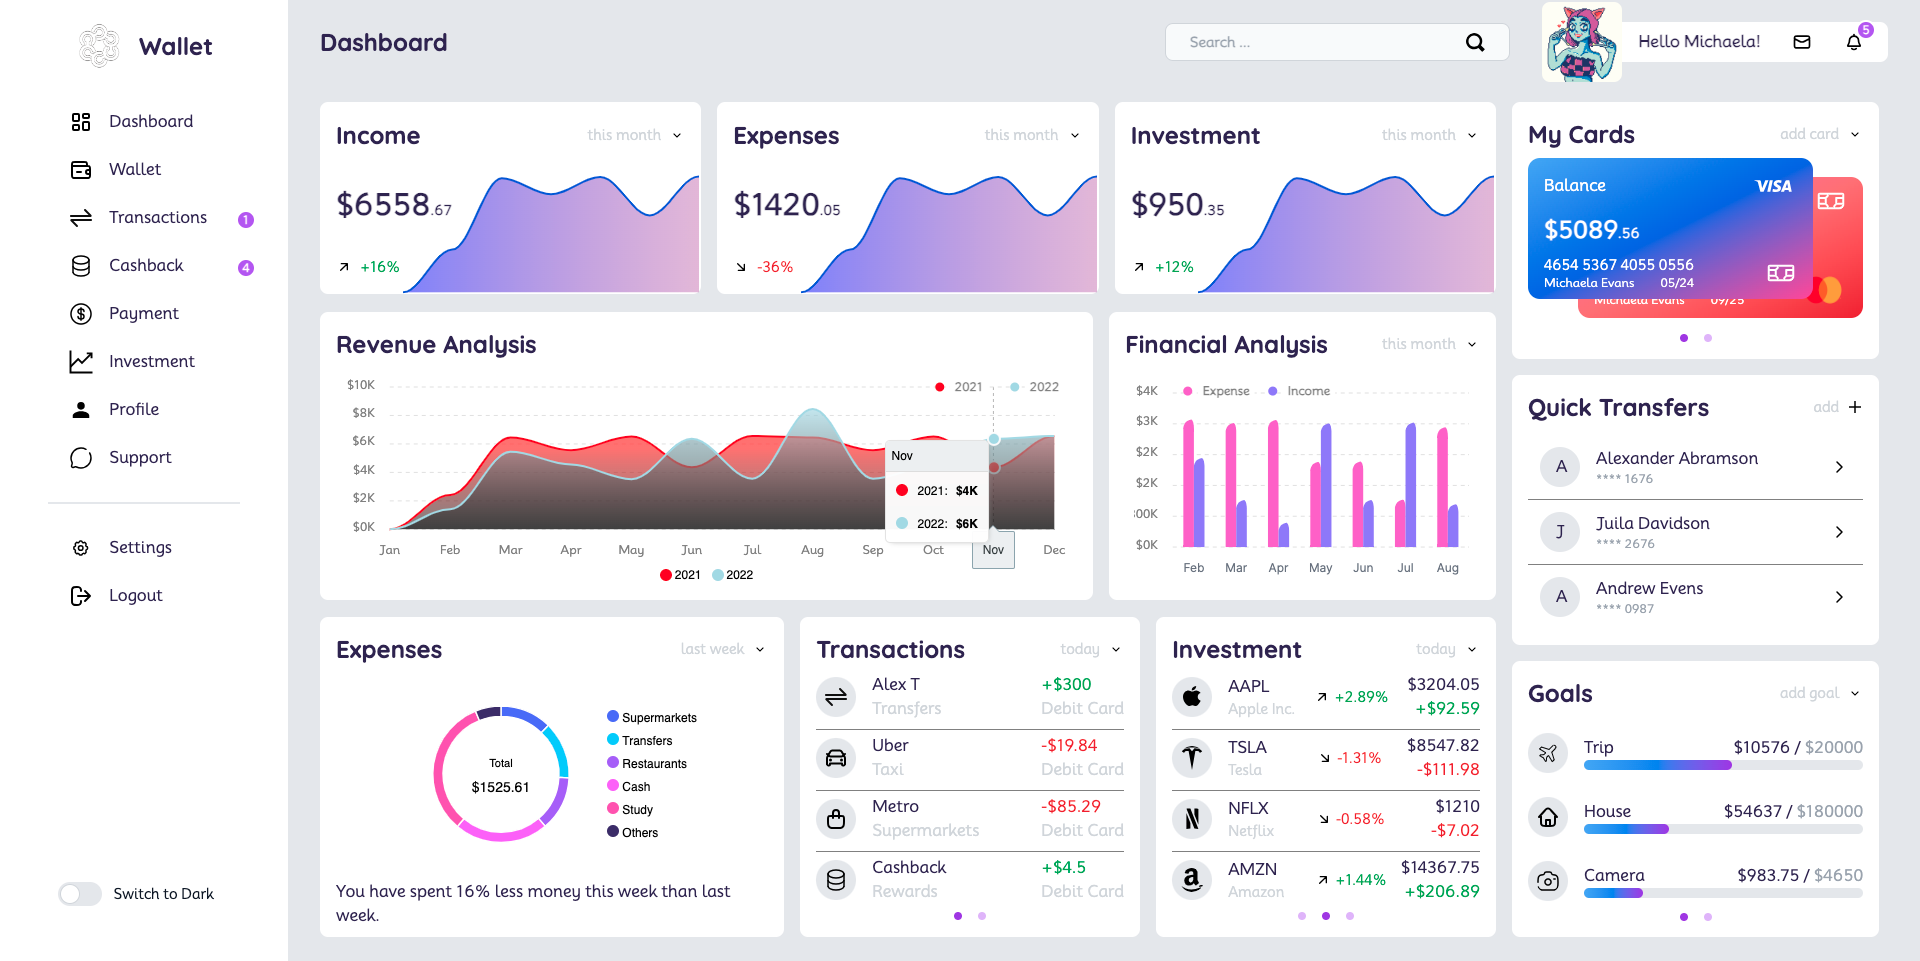 Wallet
Dashboard
Wallet
Transactions 1
Cashback 4
Payment
Investment
Profile
Support
Settings
Logout
Switch to Dark
Dashboard
Search ...
Hello Michaela!
5
Income
this month
$6558.67
+16%
Expenses
this month
$1420.05
-36%
Investment
this month
$950.35
+12%
My Cards
add card
Balance
VISA
$5089.56
4654 5367 4055 0556
Michaela Evans 05/24
Michaela Evans 09/25
Revenue Analysis
2021 2022
$10K
$8K
$6K
$4K
$2K
$0K
Nov
2021: $4K
2022: $6K
Jan Feb Mar Apr May Jun Jul Aug Sep Oct Nov Dec
2021 2022
Financial Analysis
this month
Expense Income
$4K
$3K
$2K
$2K
00K
$0K
Feb Mar Apr May Jun Jul Aug
Quick Transfers
add
A
Alexander Abramson
**** 1676
J
Juila Davidson
**** 2676
A
Andrew Evens
**** 0987
Expenses
last week
Total
$1525.61
Supermarkets
Transfers
Restaurants
Cash
Study
Others
You have spent 16% less money this week than last
week.
Transactions
today
Alex T +$300
Transfers Debit Card
Uber -$19.84
Taxi Debit Card
Metro -$85.29
Supermarkets Debit Card
Cashback +$4.5
Rewards Debit Card
Investment
today
AAPL +2.89% $3204.05
Apple Inc. +$92.59
TSLA -1.31% $8547.82
Tesla -$111.98
NFLX -0.58% $1210
Netflix -$7.02
AMZN +1.44% $14367.75
Amazon +$206.89
Goals
add goal
Trip $10576 / $20000
House $54637 / $180000
Camera $983.75 / $4650